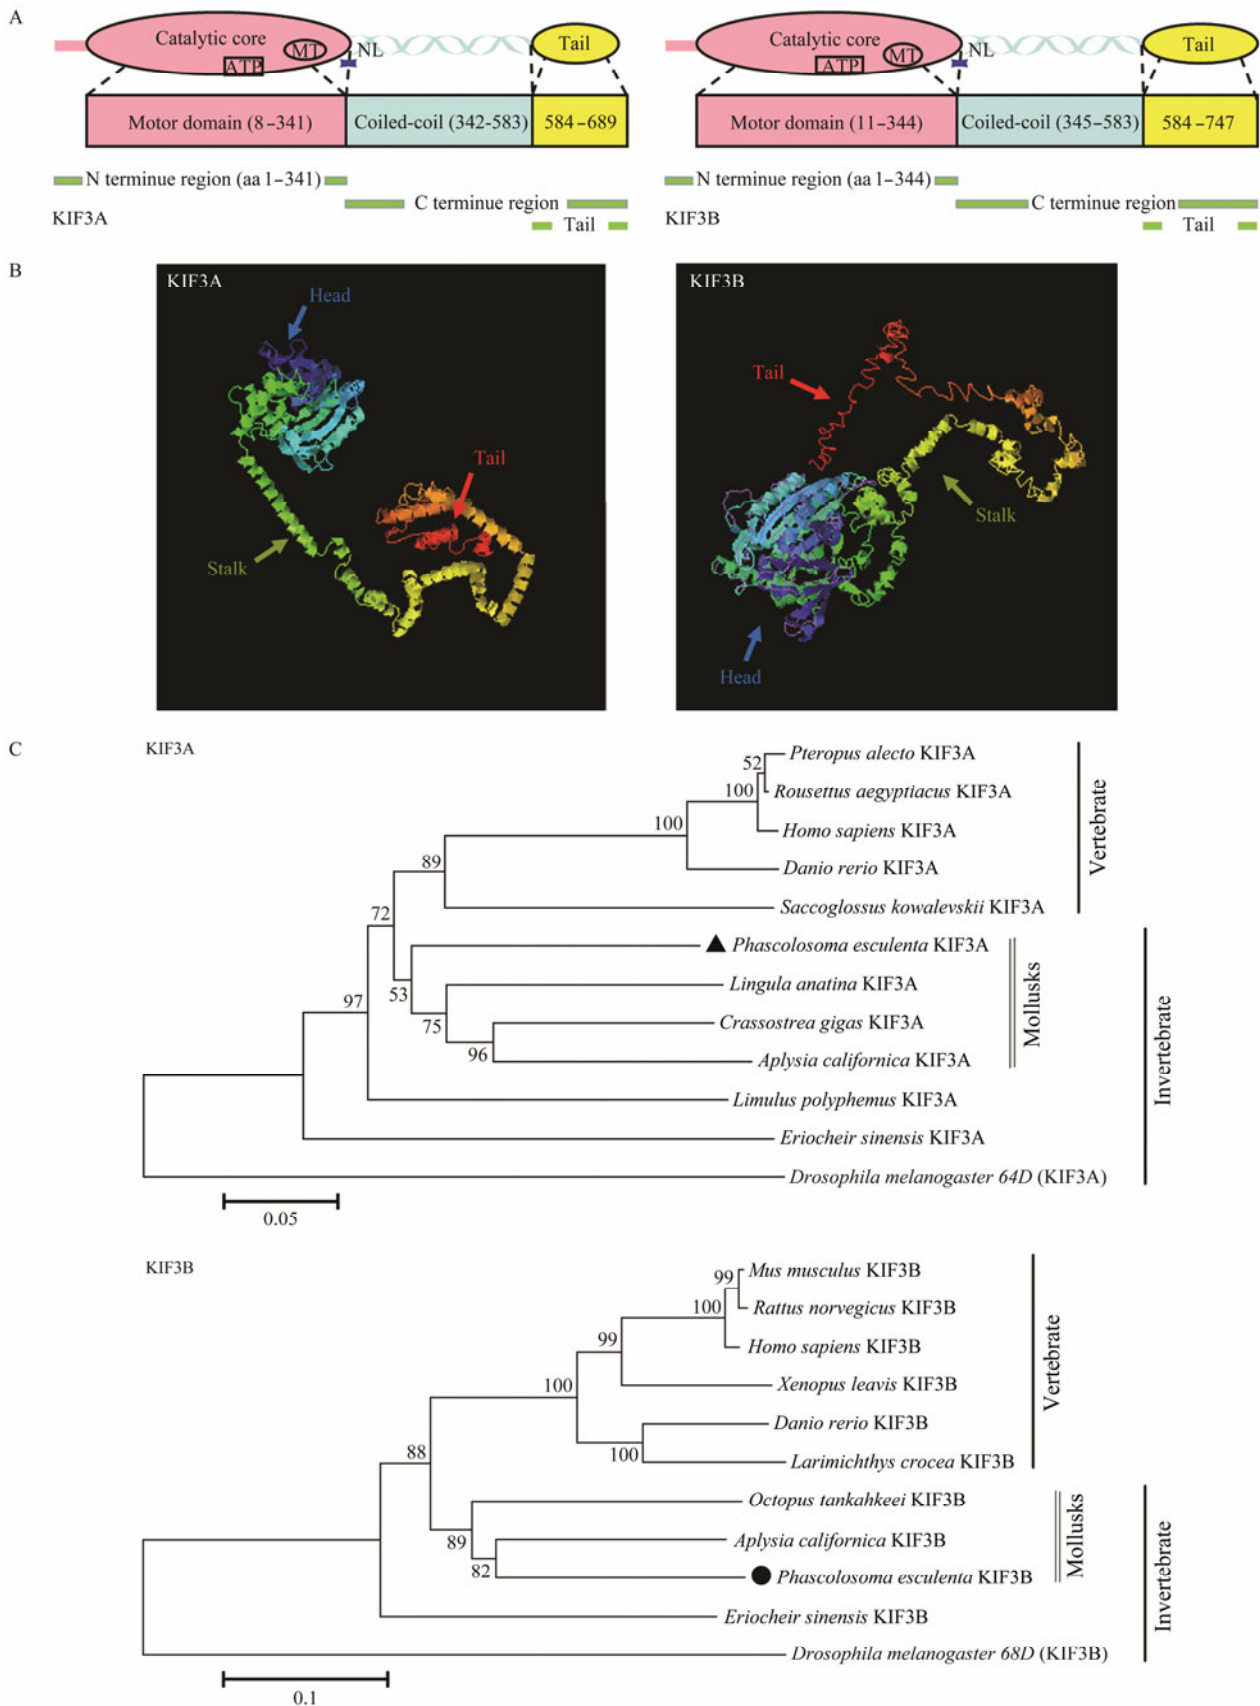 A
Catalytic core
MT
ATP
NL
Tail
Motor domain (8–341)
Coiled-coil (342-583)
584–689
N terminue region (aa 1–341)
C terminue region
KIF3A
Tail
Catalytic core
MT
ATP
NL
Tail
Motor domain (11–344)
Coiled-coil (345–583)
584–747
N terminue region (aa 1–344)
C terminue region
KIF3B
Tail
B
KIF3A
Head
Tail
Stalk
KIF3B
Tail
Stalk
Head
C
KIF3A
Pteropus alecto KIF3A
52
Rousettus aegyptiacus KIF3A
100
Homo sapiens KIF3A
100
Danio rerio KIF3A
89
Saccoglossus kowalevskii KIF3A
72
Phascolosoma esculenta KIF3A
53
Lingula anatina KIF3A
97
75
Crassostrea gigas KIF3A
96
Aplysia californica KIF3A
Limulus polyphemus KIF3A
Eriocheir sinensis KIF3A
Drosophila melanogaster 64D (KIF3A)
Vertebrate
Mollusks
Invertebrate
0.05
KIF3B
Mus musculus KIF3B
99
Rattus norvegicus KIF3B
100
Homo sapiens KIF3B
99
Xenopus leavis KIF3B
100
Danio rerio KIF3B
100
Larimichthys crocea KIF3B
88
Octopus tankahkeei KIF3B
89
Aplysia californica KIF3B
82
Phascolosoma esculenta KIF3B
Eriocheir sinensis KIF3B
Drosophila melanogaster 68D (KIF3B)
Vertebrate
Mollusks
Invertebrate
0.1